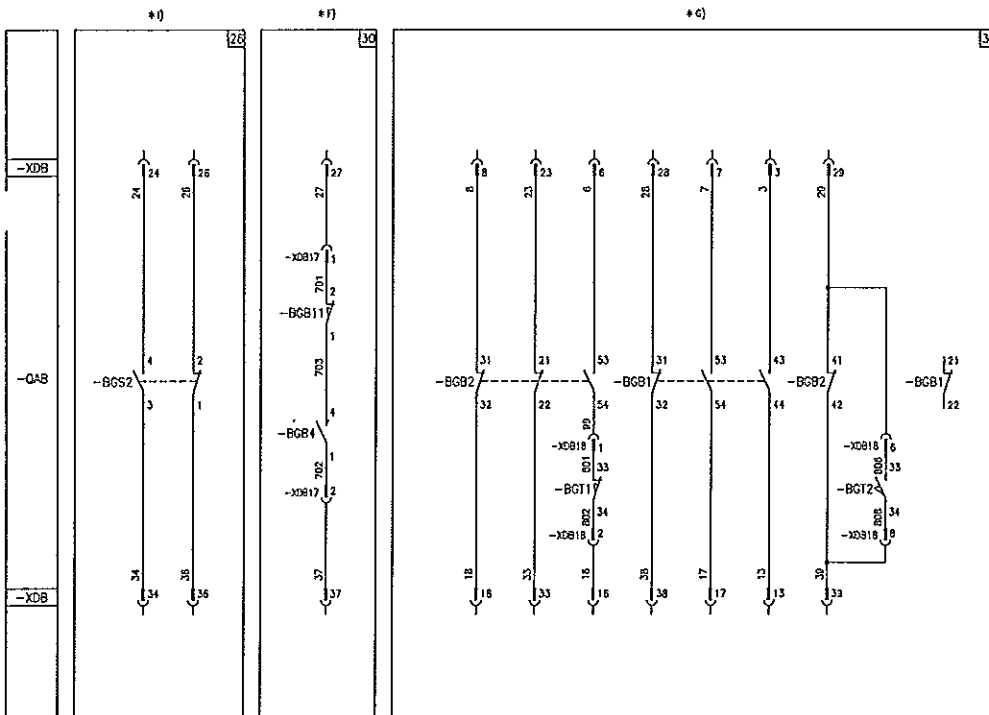 *I) *F) *G)
26 30 3
-XDB 24 26 27 8 23 6 28 7 3 29
24 26 27 8 23 6 28 7 3 29
-XDB17 1
701
2
-BGB11
1
703
4 2 31 21 53 31 53 43 41 21
-QAB -BGS2 -BGB2 -BGB1 -BGB2 -BGB1
3 1 32 22 54 32 54 44 42 22
4
-BGB4
1
702
-XDB17 2
99
-XDB18 1 -XDB18 6
801 33 806 33
-BGT1 -BGT2
802 34 808 34
-XDB18 2 -XDB18 8
34 36 37 18 33 16 38 17 13 39
-XDB 34 36 37 16 33 16 38 17 13 39